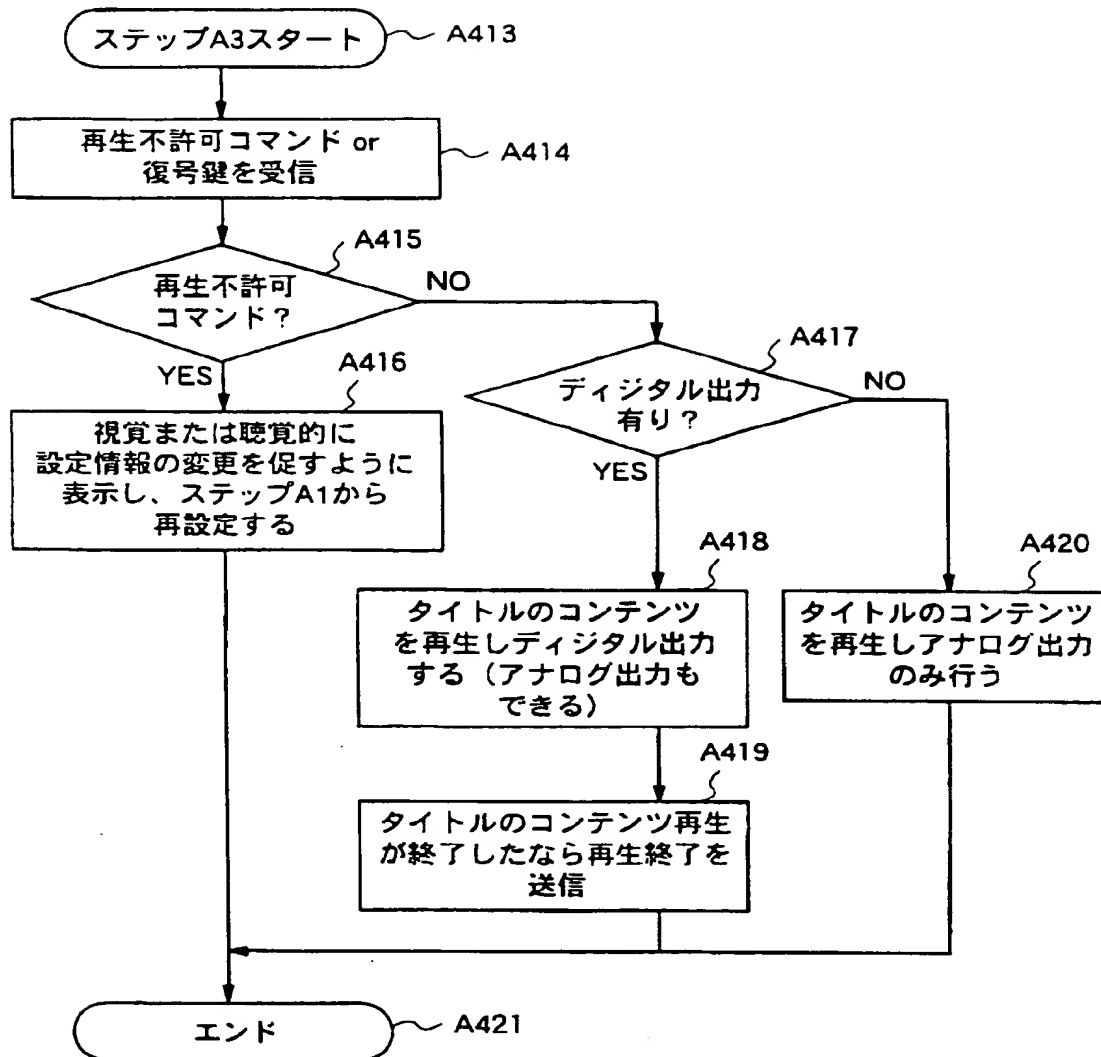 ステップA3スタート
A413
再生不許可コマンド or
復号鍵を受信
A414
A415
再生不許可
コマンド？
NO
YES
A416
視覚または聴覚的に
設定情報の変更を促すように
表示し、ステップA1から
再設定する
A417
ディジタル出力
有り？
NO
YES
A418
タイトルのコンテンツ
を再生しディジタル出力
する（アナログ出力も
できる）
A420
タイトルのコンテンツ
を再生しアナログ出力
のみ行う
A419
タイトルのコンテンツ再生
が終了したなら再生終了を
送信
エンド
A421